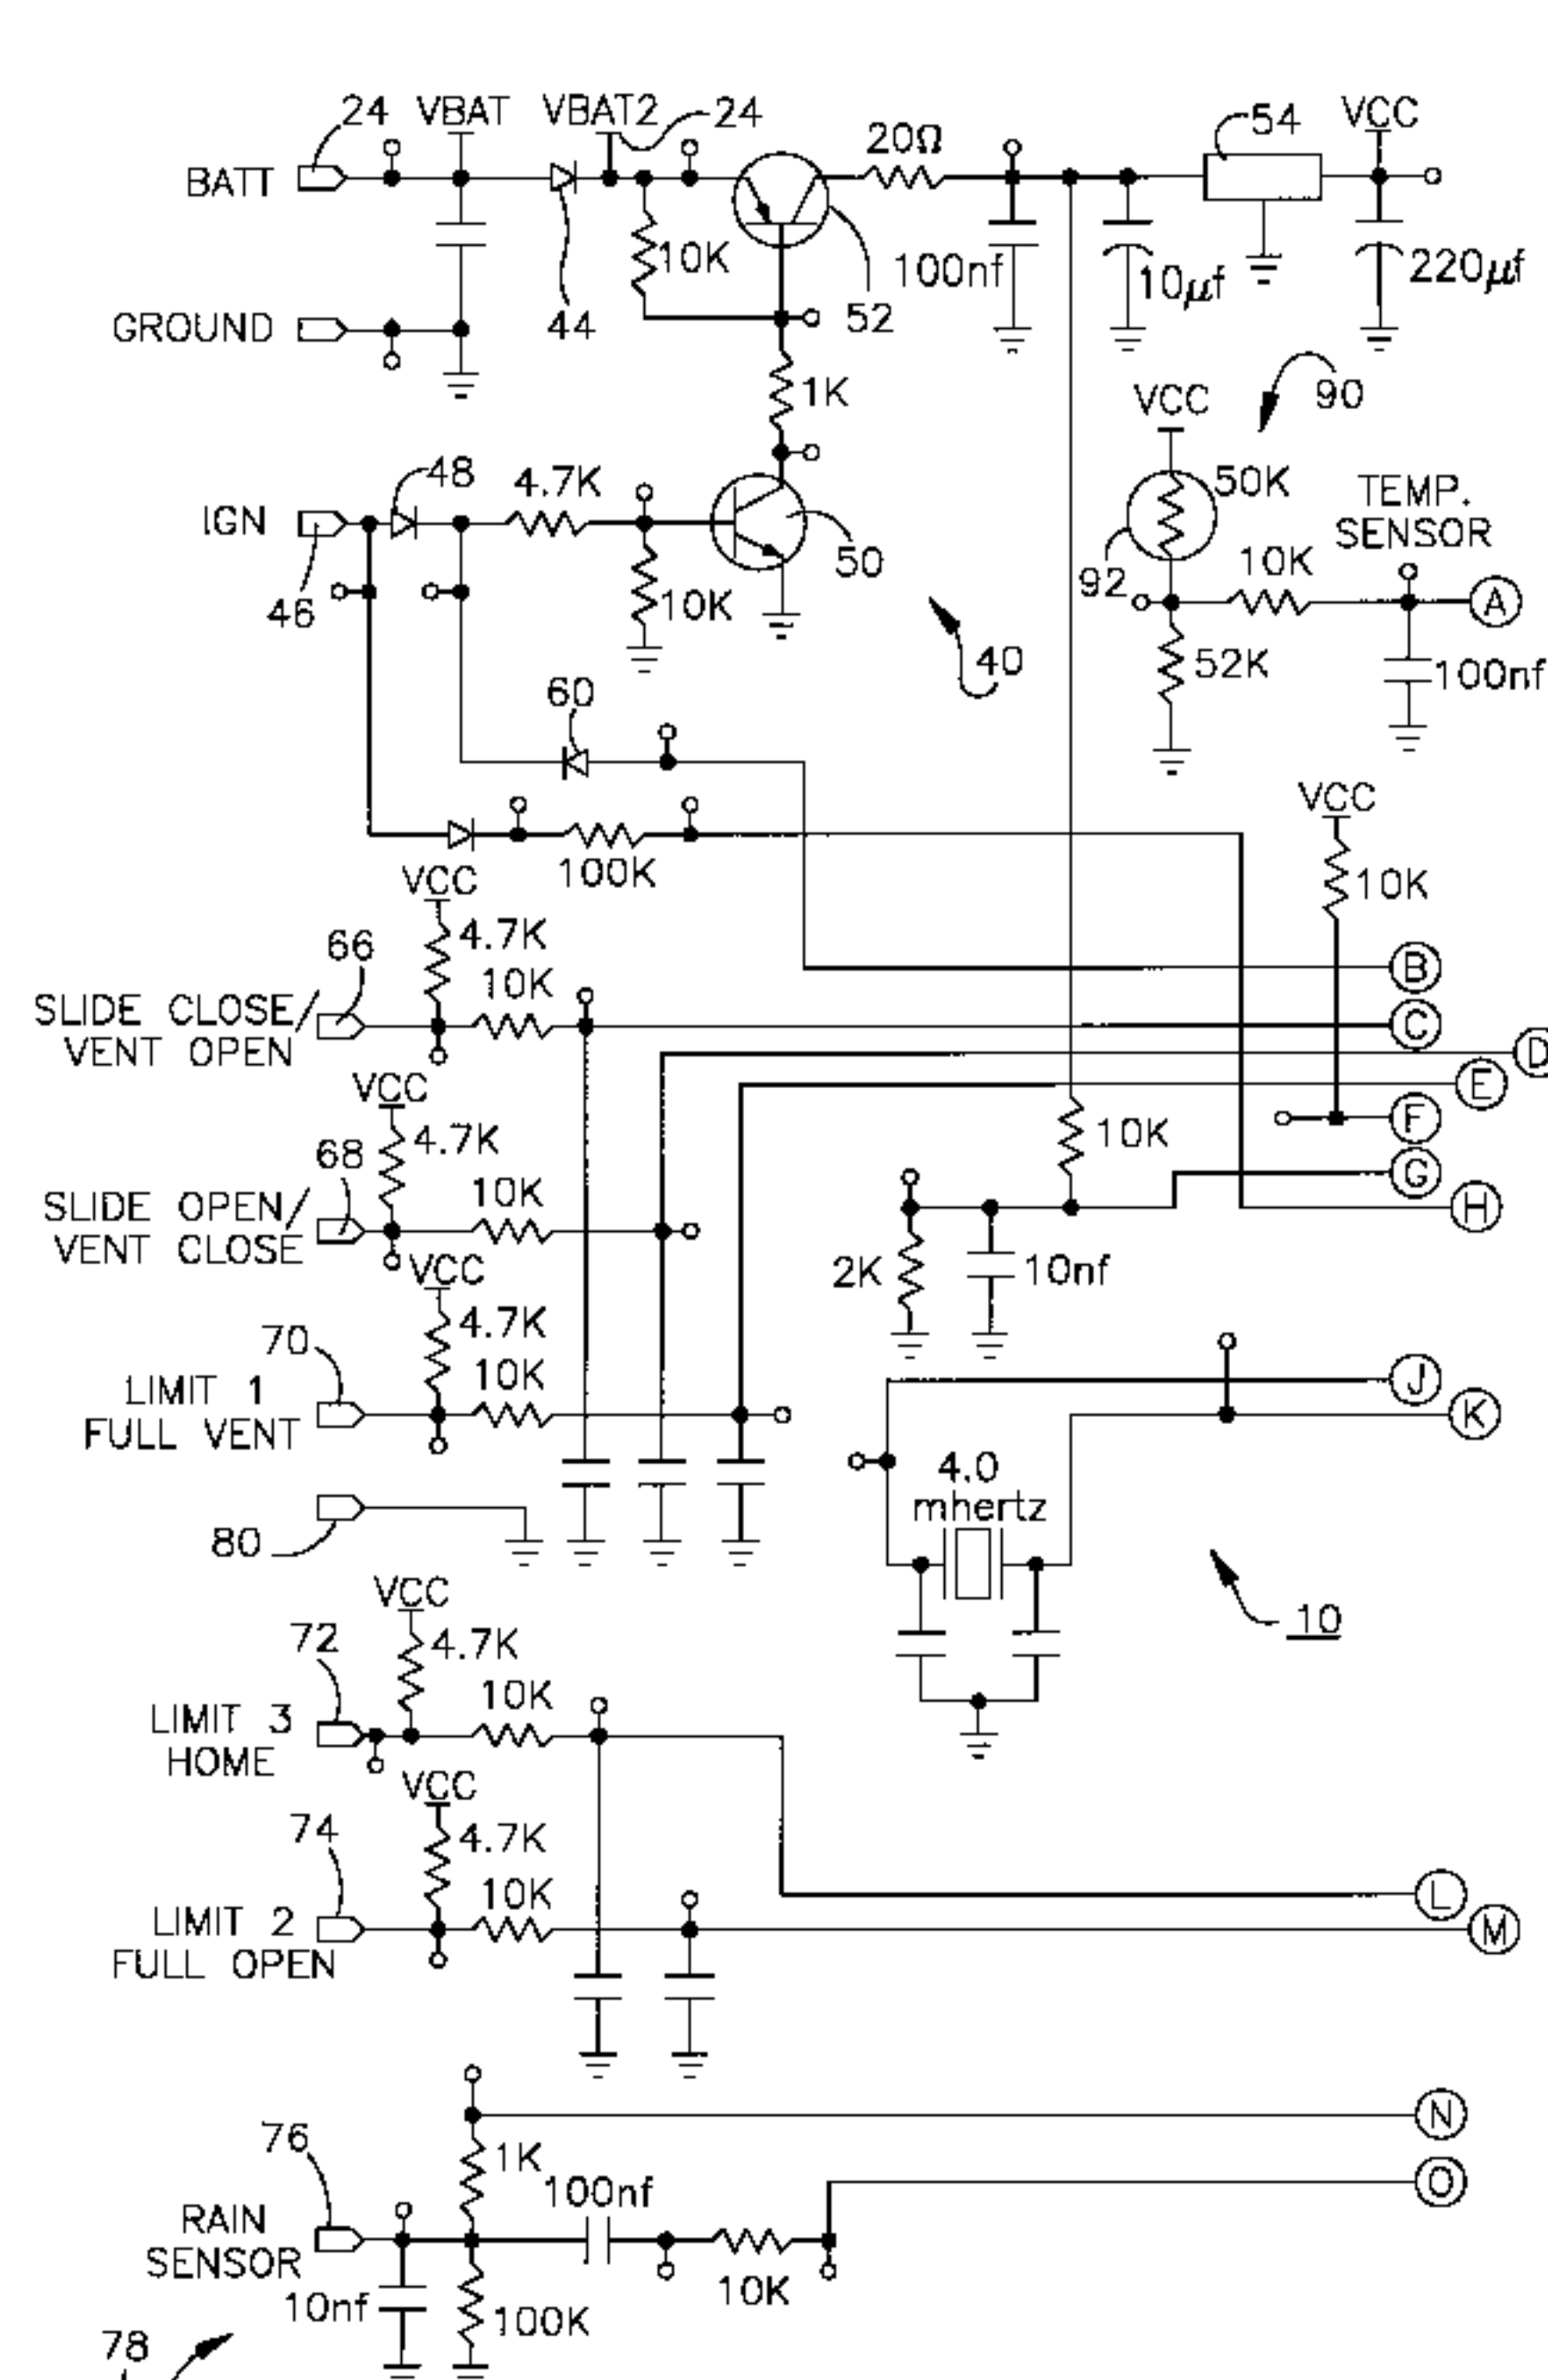 24 VBAT VBAT2 24 54 VCC
20Ω
BATT
10K 100nf 10µf 220µf
GROUND 44 52
1K VCC 90
48 4.7K 50K TEMP.
SENSOR
IGN
50 92 10K A
46 10K
40 52K 100nf
60
VCC
100K 10K
VCC
66 4.7K
10K B
SLIDE CLOSE/
VENT OPEN
C
D
VCC E
68 4.7K 10K F
10K G
SLIDE OPEN/
VENT CLOSE
H
VCC 2K 10nf
70 4.7K
10K J
LIMIT 1
FULL VENT
K
4.0
mhertz
80
VCC 10
72 4.7K
10K
LIMIT 3
HOME
VCC
74 4.7K
10K L
LIMIT 2
FULL OPEN
M
N
76 1K
100nf O
RAIN
SENSOR
10nf 100K 10K
78